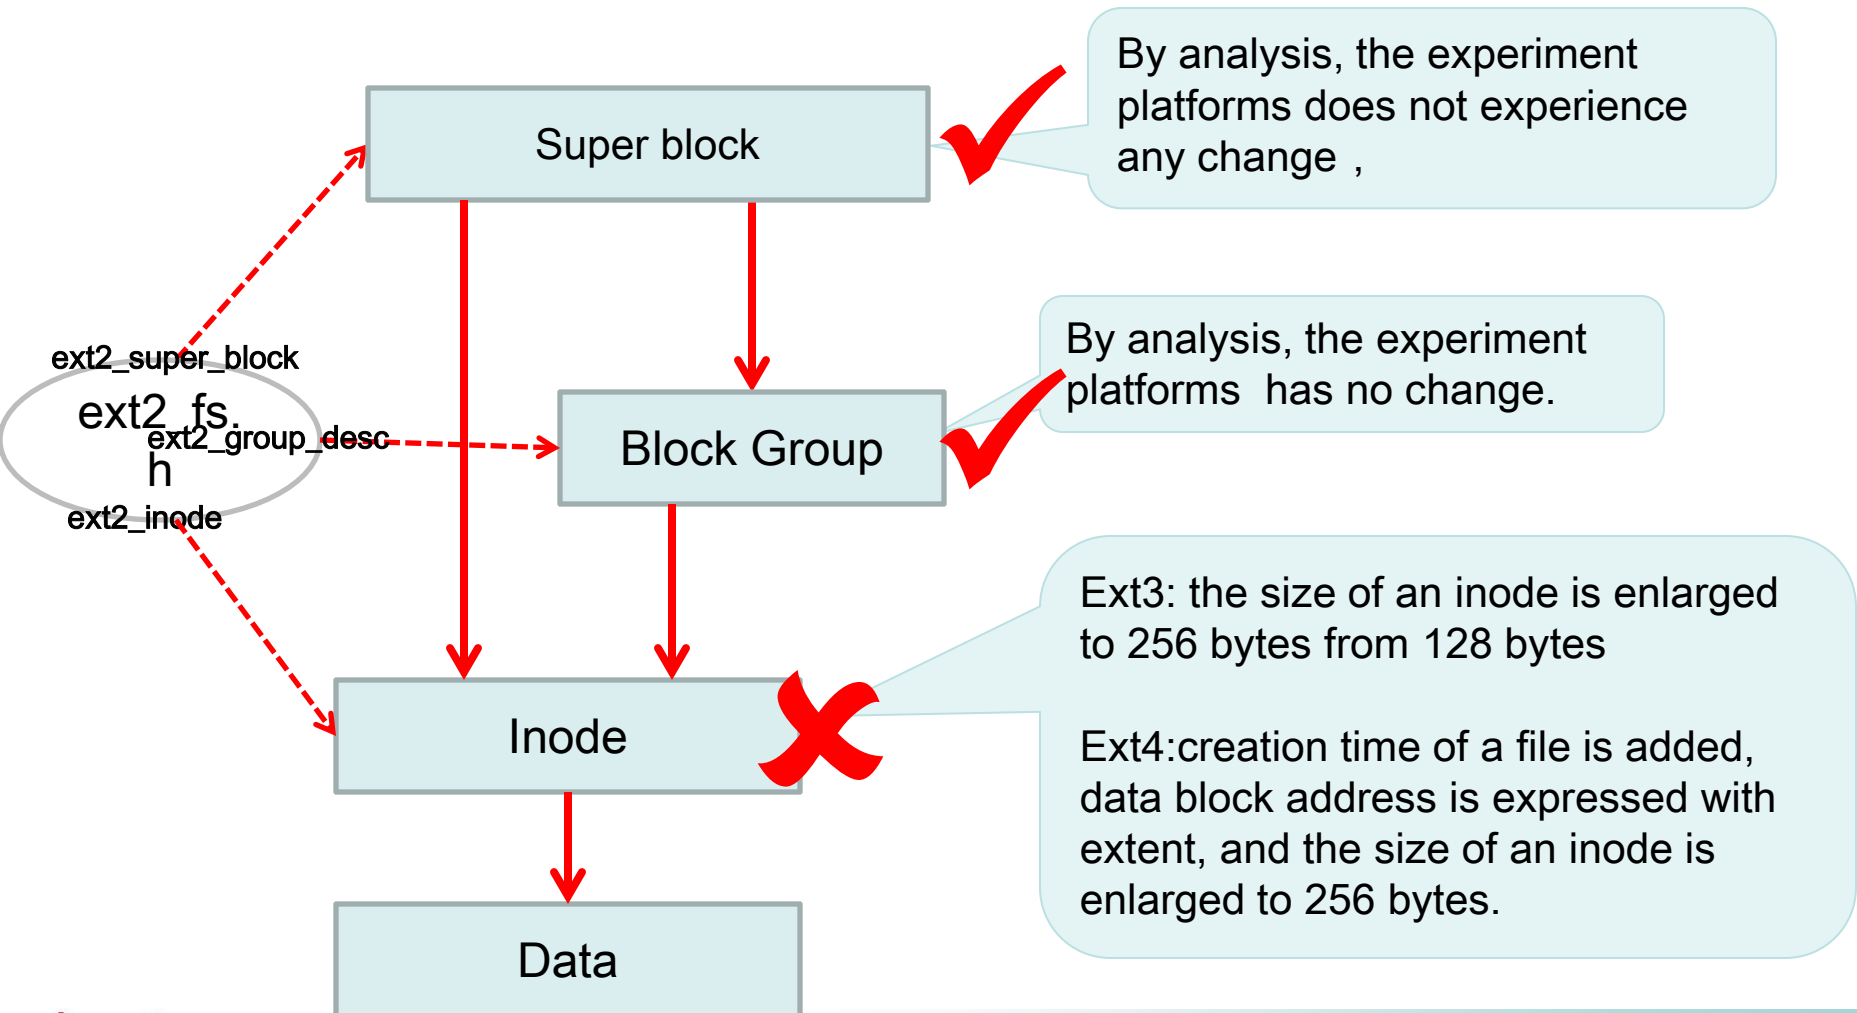 By analysis, the experiment
platforms does not experience
any change ,
Super block
By analysis, the experiment
platforms has no change.
ext2_super_block
ext2_fs.
ext2_group_desc
h
ext2_inode
Block Group
Ext3: the size of an inode is enlarged
to 256 bytes from 128 bytes
Inode
Ext4:creation time of a file is added,
data block address is expressed with
extent, and the size of an inode is
enlarged to 256 bytes.
Data